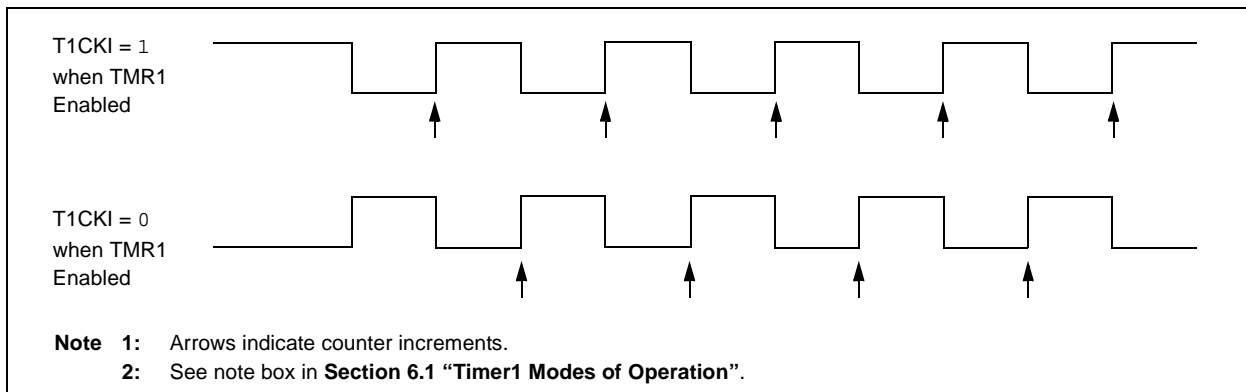 T1CKI = 1
when TMR1
Enabled
T1CKI = 0
when TMR1
Enabled
Note 1: Arrows indicate counter increments.
2: See note box in Section 6.1 “Timer1 Modes of Operation”.